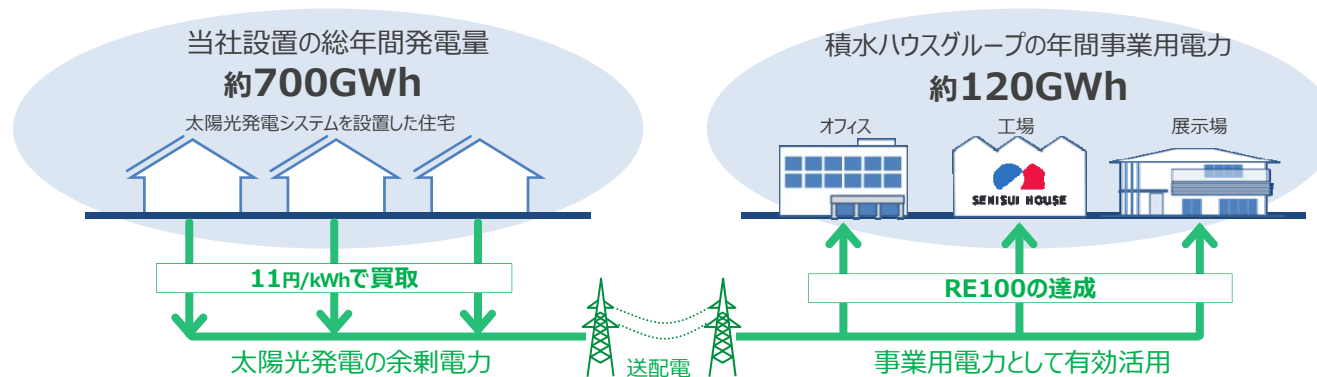 当社設置の総年間発電量
約700GWh
太陽光発電システムを設置した住宅
11円/kWhで買取
太陽光発電の余剰電力
送配電
積水ハウスグループの年間事業用電力
約120GWh
オフィス
工場
展示場
SEKISUI HOUSE
RE100の達成
事業用電力として有効活用